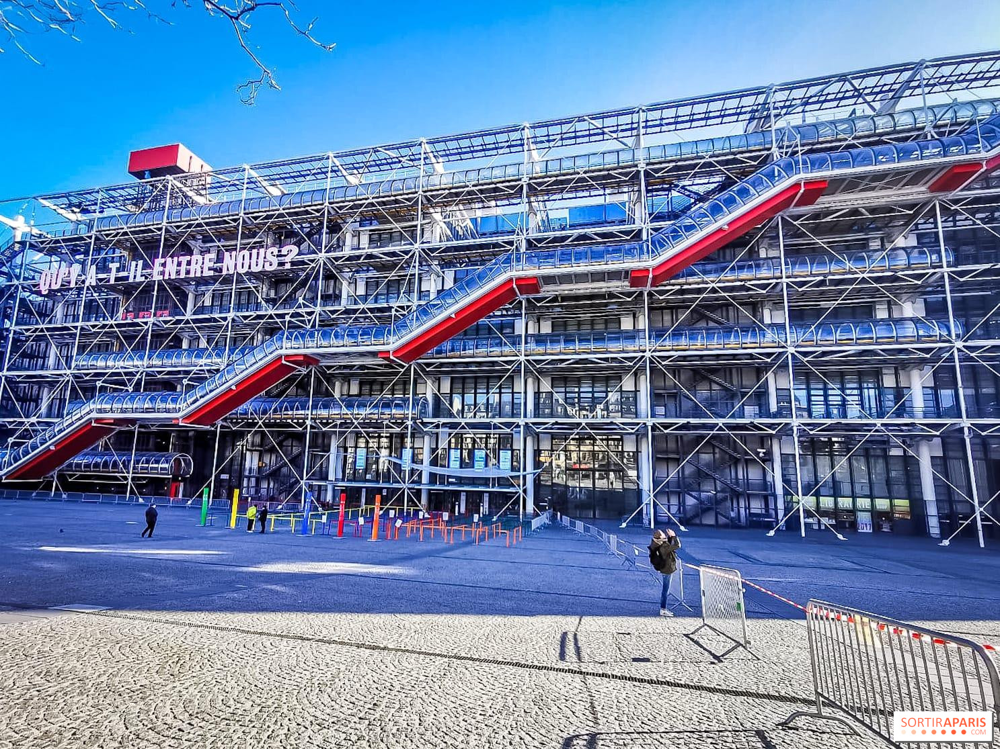 QU'Y A-T-IL ENTRE NOUS?
LIBRAIRIE
SORTIRAPARIS
.COM